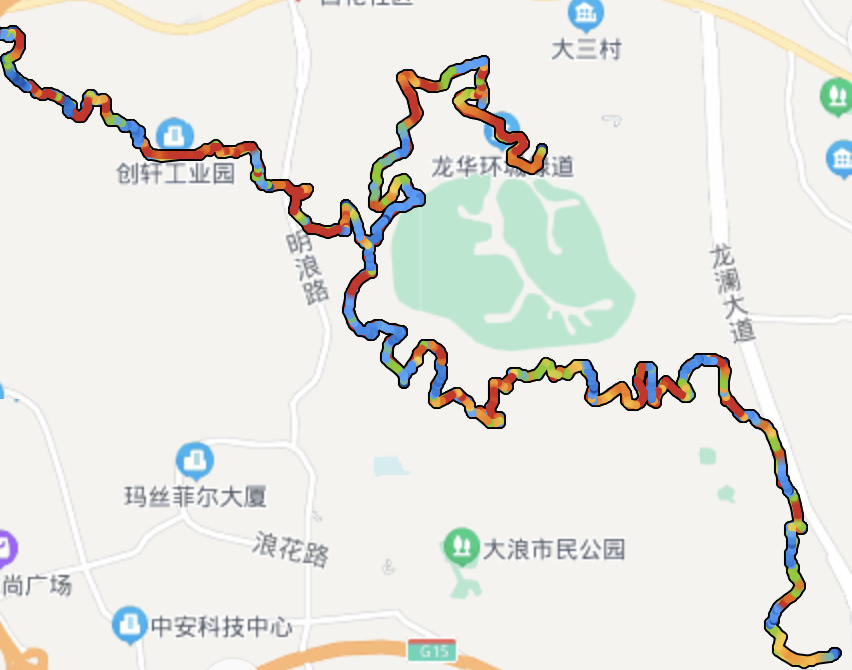 大三村
创轩工业园
龙华环城绿道
明浪路
龙澜大道
玛丝菲尔大厦
浪花路
大浪市民公园
尚广场
中安科技中心
G15